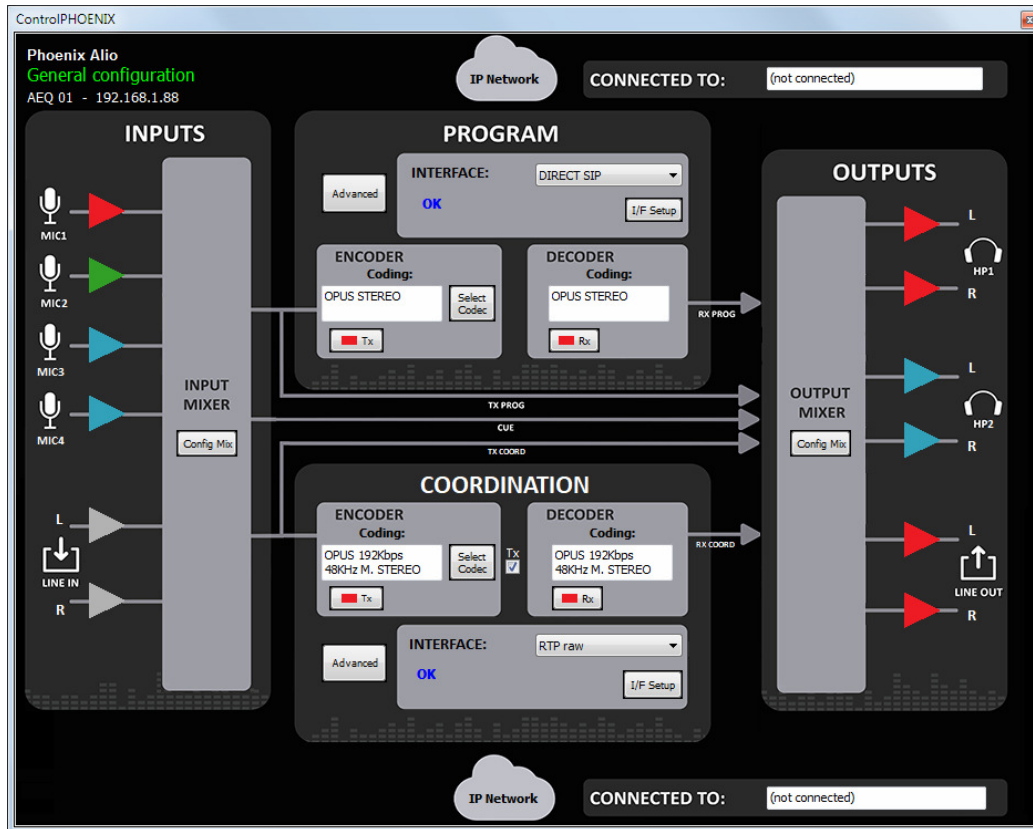 ControlPHOENIX
Phoenix Alio
General configuration
AEQ 01 - 192.168.1.88
IP Network
CONNECTED TO:
(not connected)
INPUTS
MIC1
MIC2
MIC3
MIC4
L
LINE IN
R
INPUT
MIXER
Config Mix
PROGRAM
Advanced
INTERFACE:
DIRECT SIP
OK
I/F Setup
ENCODER
Coding:
OPUS STEREO
Select
Codec
Tx
DECODER
Coding:
OPUS STEREO
Rx
RX PROG
TX PROG
CUE
TX COORD
COORDINATION
ENCODER
Coding:
OPUS 192Kbps
48KHz M. STEREO
Select
Codec
Tx
Tx
DECODER
Coding:
OPUS 192Kbps
48KHz M. STEREO
Rx
RX COORD
Advanced
INTERFACE:
RTP raw
OK
I/F Setup
OUTPUTS
OUTPUT
MIXER
Config Mix
L
HP1
R
L
HP2
R
L
LINE OUT
R
IP Network
CONNECTED TO:
(not connected)